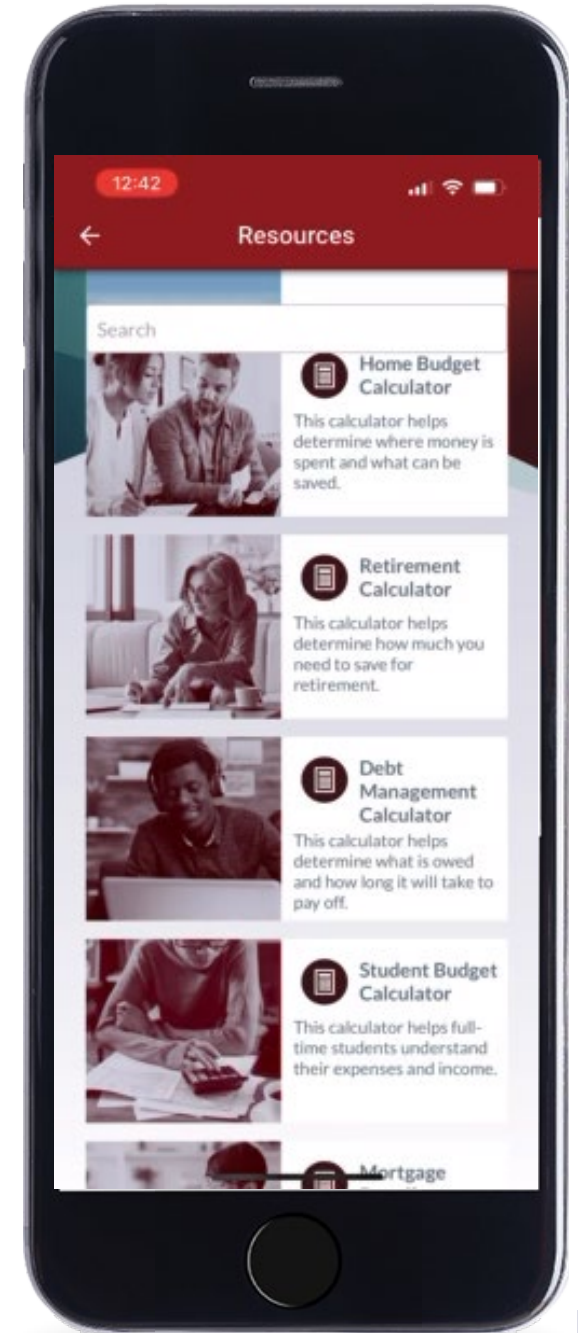 12:42
Resources
Search
Home Budget
Calculator
This calculator helps
determine where money is
spent and what can be
saved.
Retirement
Calculator
This calculator helps
determine how much you
need to save for
retirement.
Debt
Management
Calculator
This calculator helps
determine what is owed
and how long it will take to
pay off.
Student Budget
Calculator
This calculator helps full-
time students understand
their expenses and income.
Mortgage